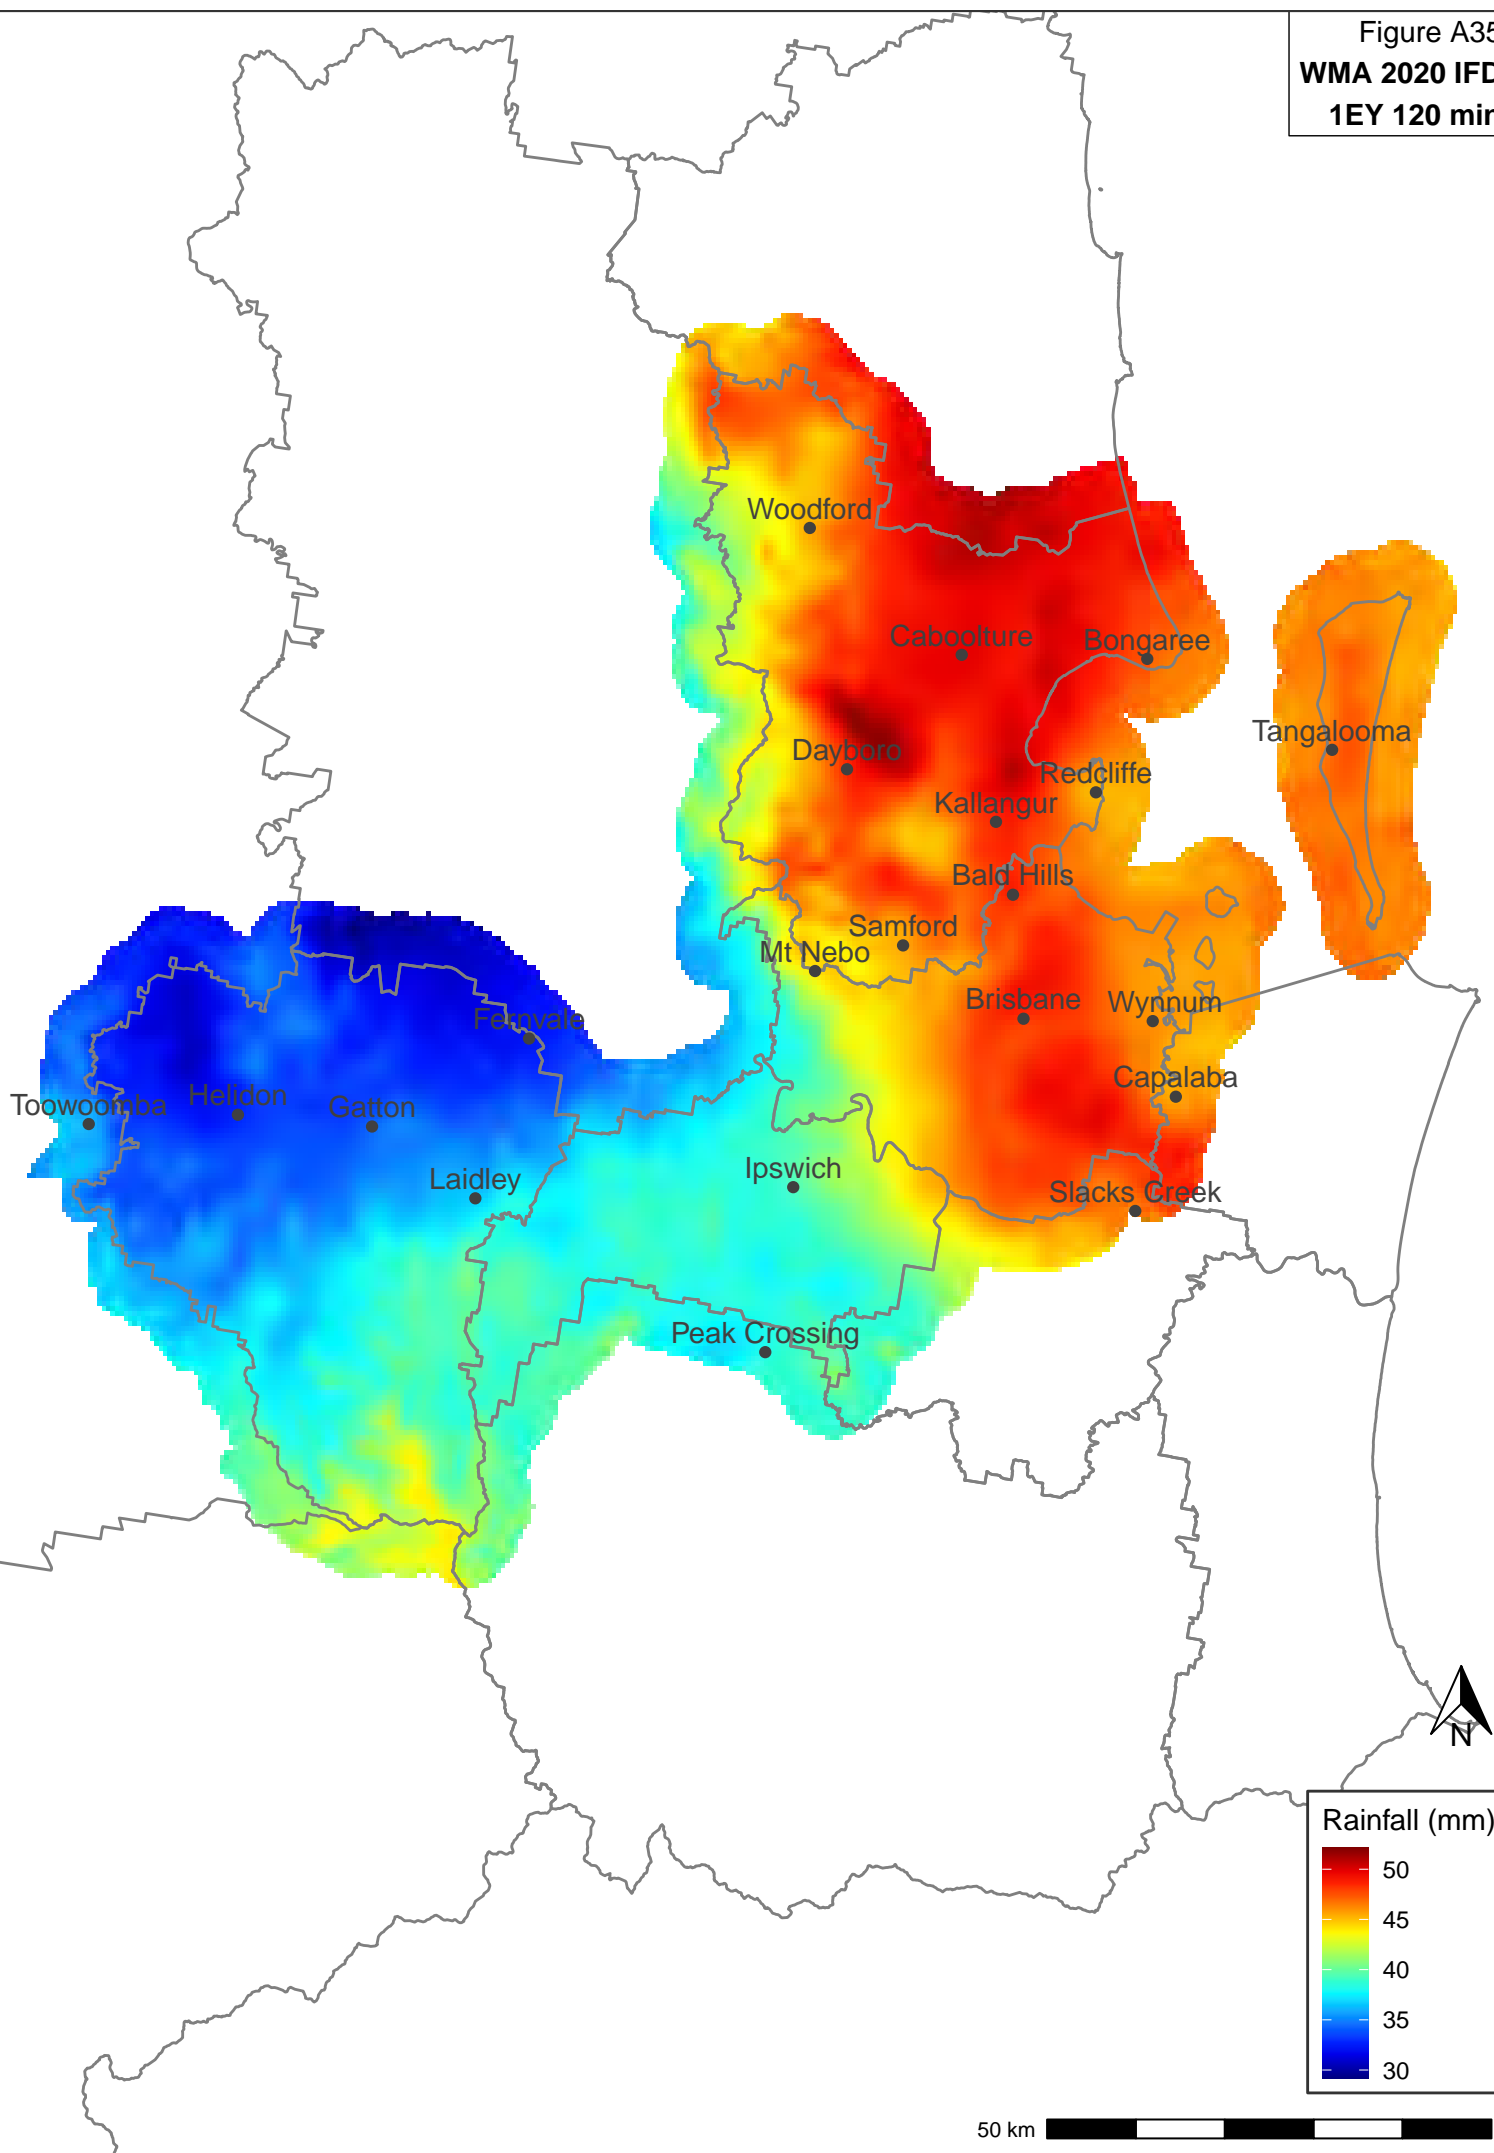 Figure A35
WMA 2020 IFD
1EY 120 min
Woodford
Caboolture
Bongaree
Tangalooma
Dayboro
Redcliffe
Kallangur
Bald Hills
Samford
Mt Nebo
Brisbane
Wynnum
Fernvale
Capalaba
Toowoomba
Helidon
Gatton
Ipswich
Laidley
Slacks Creek
Peak Crossing
N
Rainfall (mm)
50
45
40
35
30
50 km